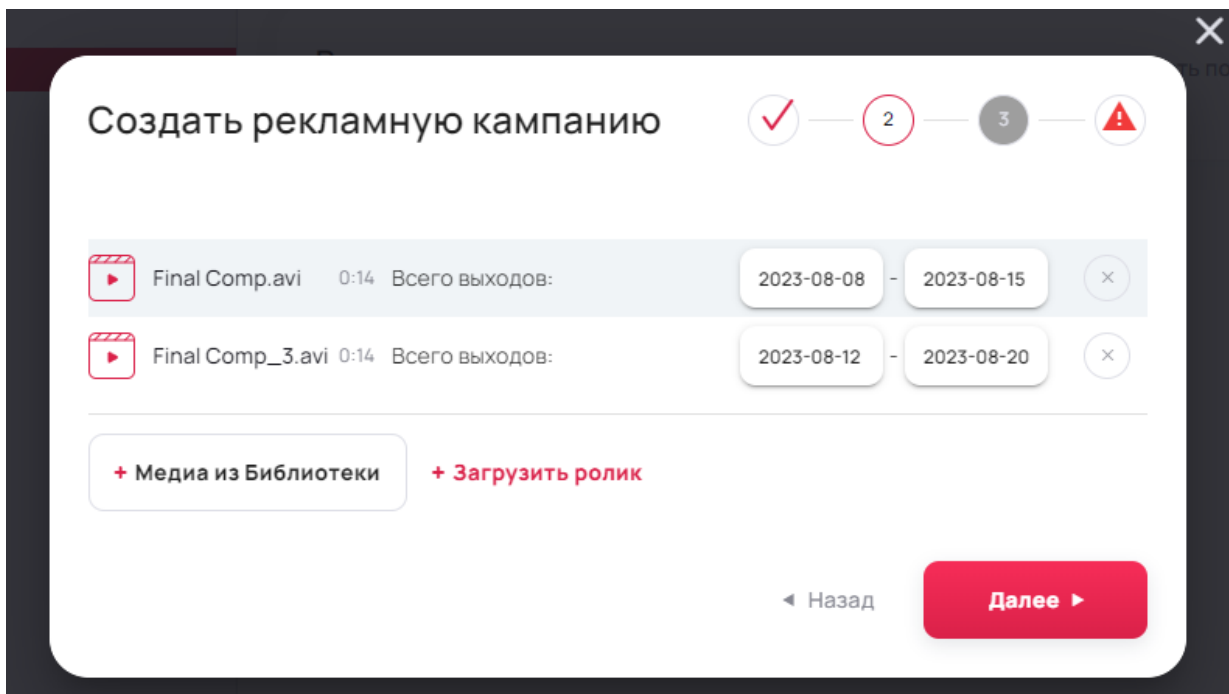 Создать рекламную кампанию 2 3
Final Comp.avi 0:14 Всего выходов: 2023-08-08 - 2023-08-15
Final Comp_3.avi 0:14 Всего выходов: 2023-08-12 - 2023-08-20
+ Медиа из Библиотеки + Загрузить ролик
Назад Далее